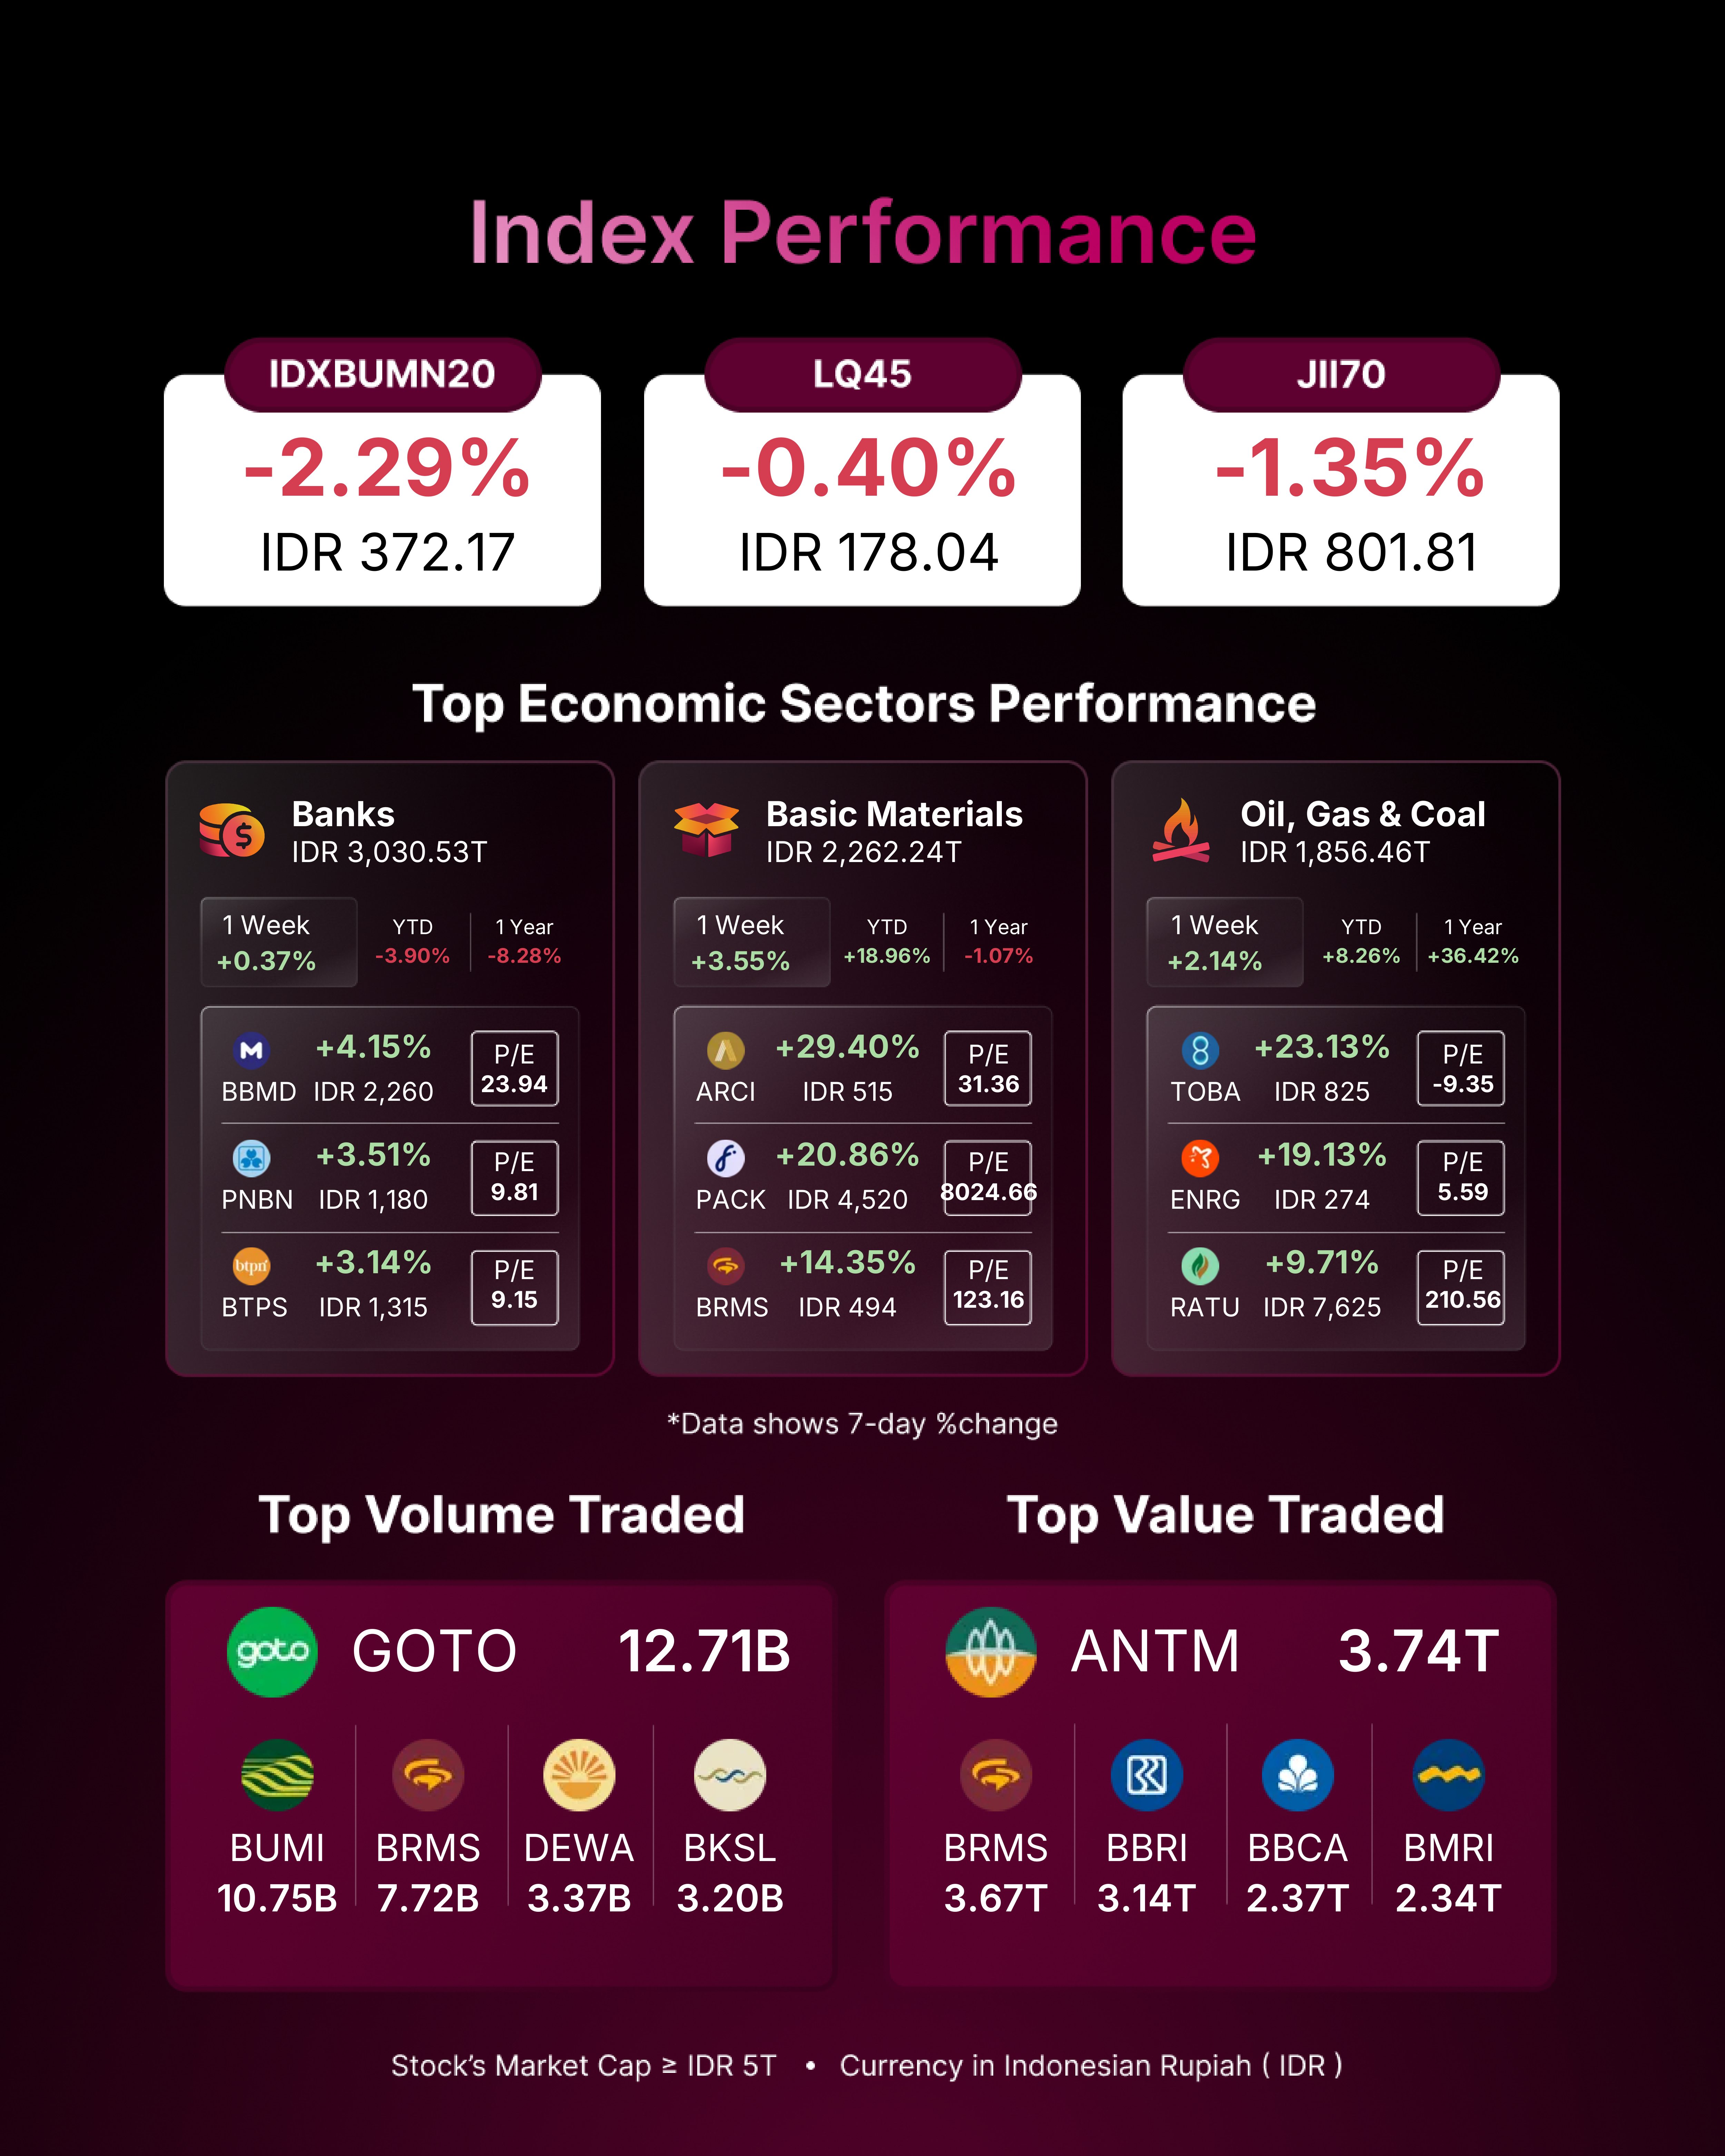 Index Performance
IDXBUMN20
-2.29%
IDR 372.17
LQ45
-0.40%
IDR 178.04
JII70
-1.35%
IDR 801.81
Top Economic Sectors Performance
Banks
IDR 3,030.53T
1 Week
+0.37%
YTD
-3.90%
1 Year
-8.28%
+4.15%
BBMD IDR 2,260
P/E
23.94
+3.51%
PNBN IDR 1,180
P/E
9.81
btpn
+3.14%
BTPS IDR 1,315
P/E
9.15
Basic Materials
IDR 2,262.24T
1 Week
+3.55%
YTD
+18.96%
1 Year
-1.07%
+29.40%
ARCI IDR 515
P/E
31.36
+20.86%
PACK IDR 4,520
P/E
8024.66
+14.35%
BRMS IDR 494
P/E
123.16
Oil, Gas & Coal
IDR 1,856.46T
1 Week
+2.14%
YTD
+8.26%
1 Year
+36.42%
+23.13%
TOBA IDR 825
P/E
-9.35
+19.13%
ENRG IDR 274
P/E
5.59
+9.71%
RATU IDR 7,625
P/E
210.56
*Data shows 7-day %change
Top Volume Traded
goto GOTO 12.71B
BUMI BRMS DEWA BKSL
10.75B 7.72B 3.37B 3.20B
Top Value Traded
ANTM 3.74T
BRMS BBRI BBCA BMRI
3.67T 3.14T 2.37T 2.34T
Stock’s Market Cap ≥ IDR 5T • Currency in Indonesian Rupiah ( IDR )